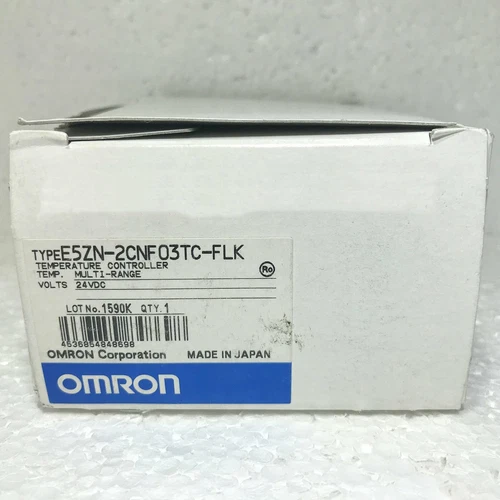 TYPE E5ZN-2CNF03TC-FLK
TEMPERATURE CONTROLLER
TEMP. MULTI-RANGE
VOLTS 24VDC
Ro
LOT No. 1590K QTY. 1
4536854848698
OMRON Corporation MADE IN JAPAN
OMRON